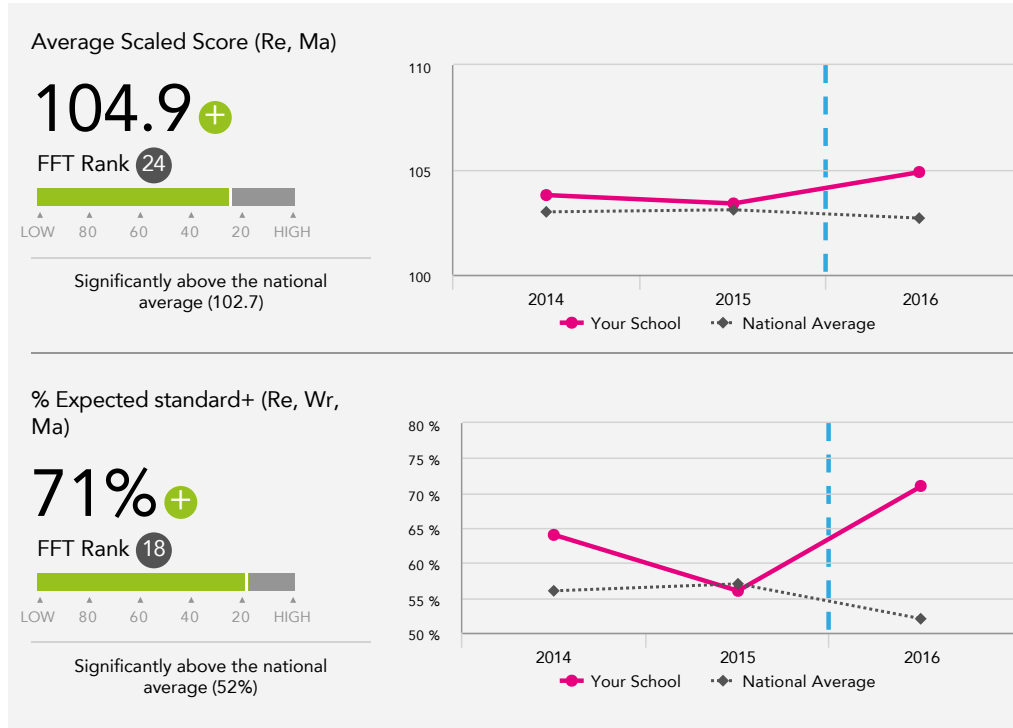 Average Scaled Score (Re, Ma)
104.9 +
FFT Rank 24
LOW 80 60 40 20 HIGH
Significantly above the national
average (102.7)
110
105
100
2014 2015 2016
Your School National Average
% Expected standard+ (Re, Wr,
Ma)
71% +
FFT Rank 18
LOW 80 60 40 20 HIGH
Significantly above the national
average (52%)
80 %
75 %
70 %
65 %
60 %
55 %
50 %
2014 2015 2016
Your School National Average